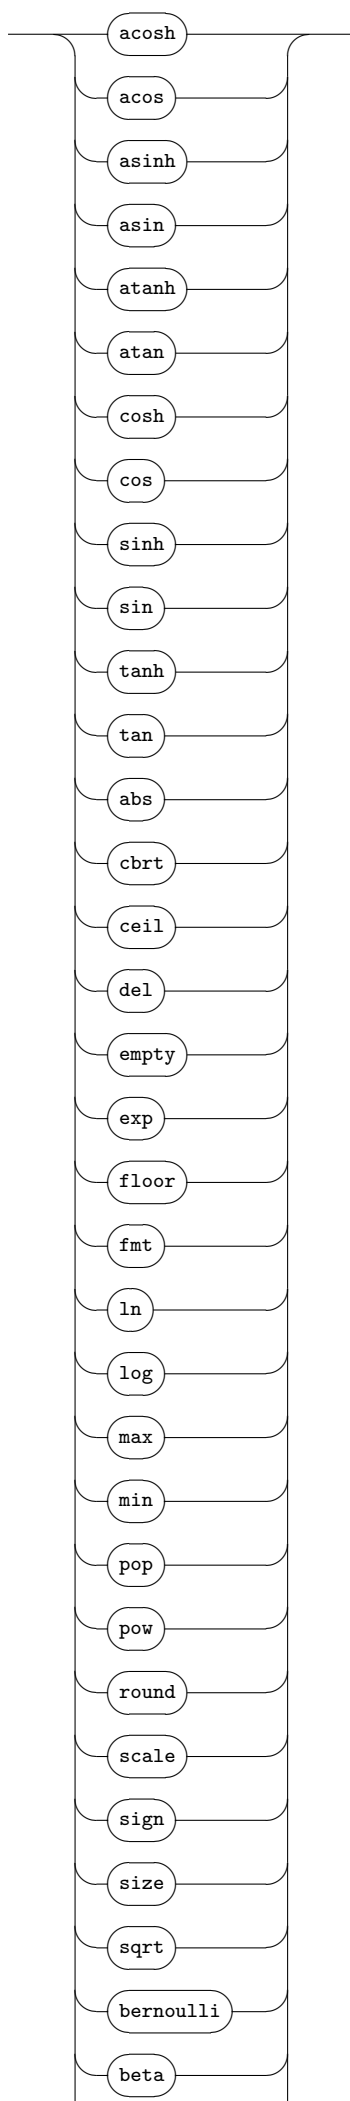 acosh
acos
asinh
asin
atanh
atan
cosh
cos
sinh
sin
tanh
tan
abs
cbrt
ceil
del
empty
exp
floor
fmt
ln
log
max
min
pop
pow
round
scale
sign
size
sqrt
bernoulli
beta